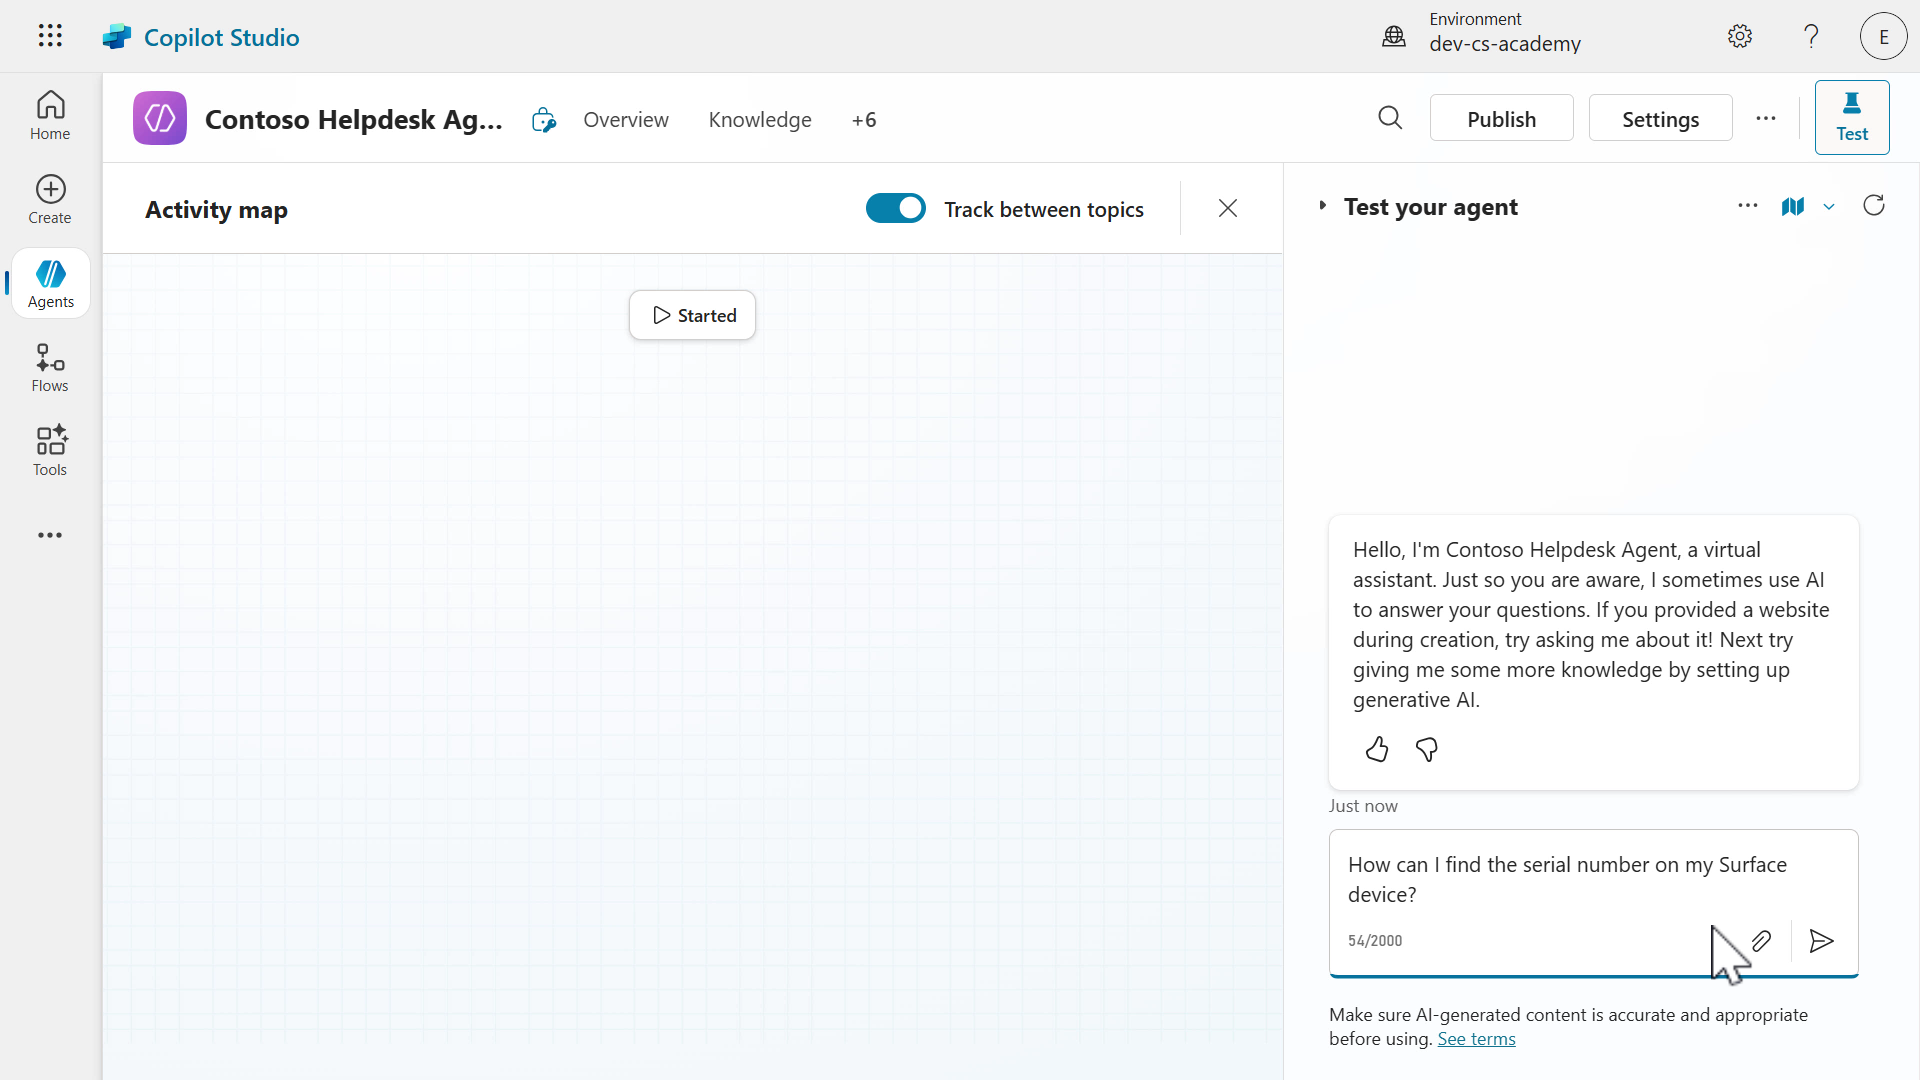 Copilot Studio
Environment
dev-cs-academy
E
Home
Create
Agents
Flows
Tools
Contoso Helpdesk Ag...
Overview
Knowledge
+6
Publish
Settings
Test
Activity map
Track between topics
Started
Test your agent
Hello, I'm Contoso Helpdesk Agent, a virtual
assistant. Just so you are aware, I sometimes use AI
to answer your questions. If you provided a website
during creation, try asking me about it! Next try
giving me some more knowledge by setting up
generative AI.
Just now
How can I find the serial number on my Surface
device?
54/2000
Make sure AI-generated content is accurate and appropriate
before using. See terms